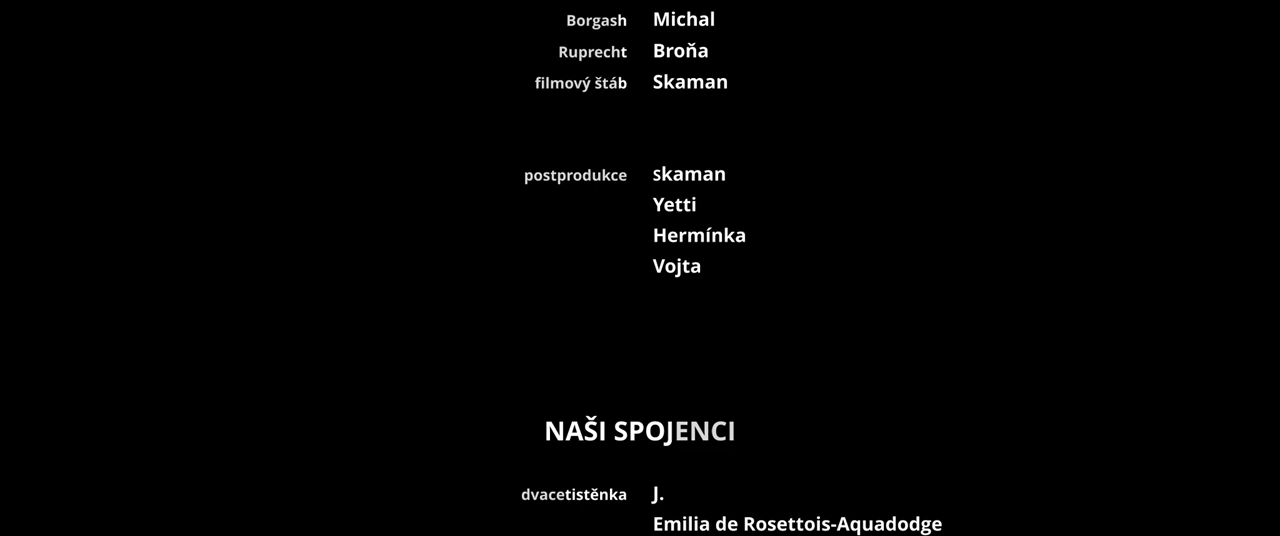 Borgash Michal
Ruprecht Broňa
filmový štáb Skaman
postprodukce Skaman
Yetti
Hermínka
Vojta
NAŠI SPOJENCI
dvacetistěnka J.
Emilia de Rosettois-Aquadodge